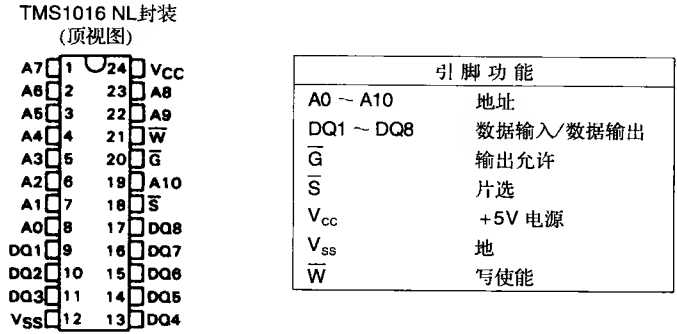 TMS1016 NL封装
(顶视图)
A7 1 24 VCC
A6 2 23 A8
A5 3 22 A9
A4 4 21 W̅
A3 5 20 G̅
A2 6 19 A10
A1 7 18 S̅
A0 8 17 DQ8
DQ1 9 16 DQ7
DQ2 10 15 DQ6
DQ3 11 14 DQ5
VSS 12 13 DQ4
引脚功能
A0 ~ A10 地址
DQ1 ~ DQ8 数据输入/数据输出
G̅ 输出允许
S̅ 片选
Vcc +5V 电源
Vss 地
W̅ 写使能